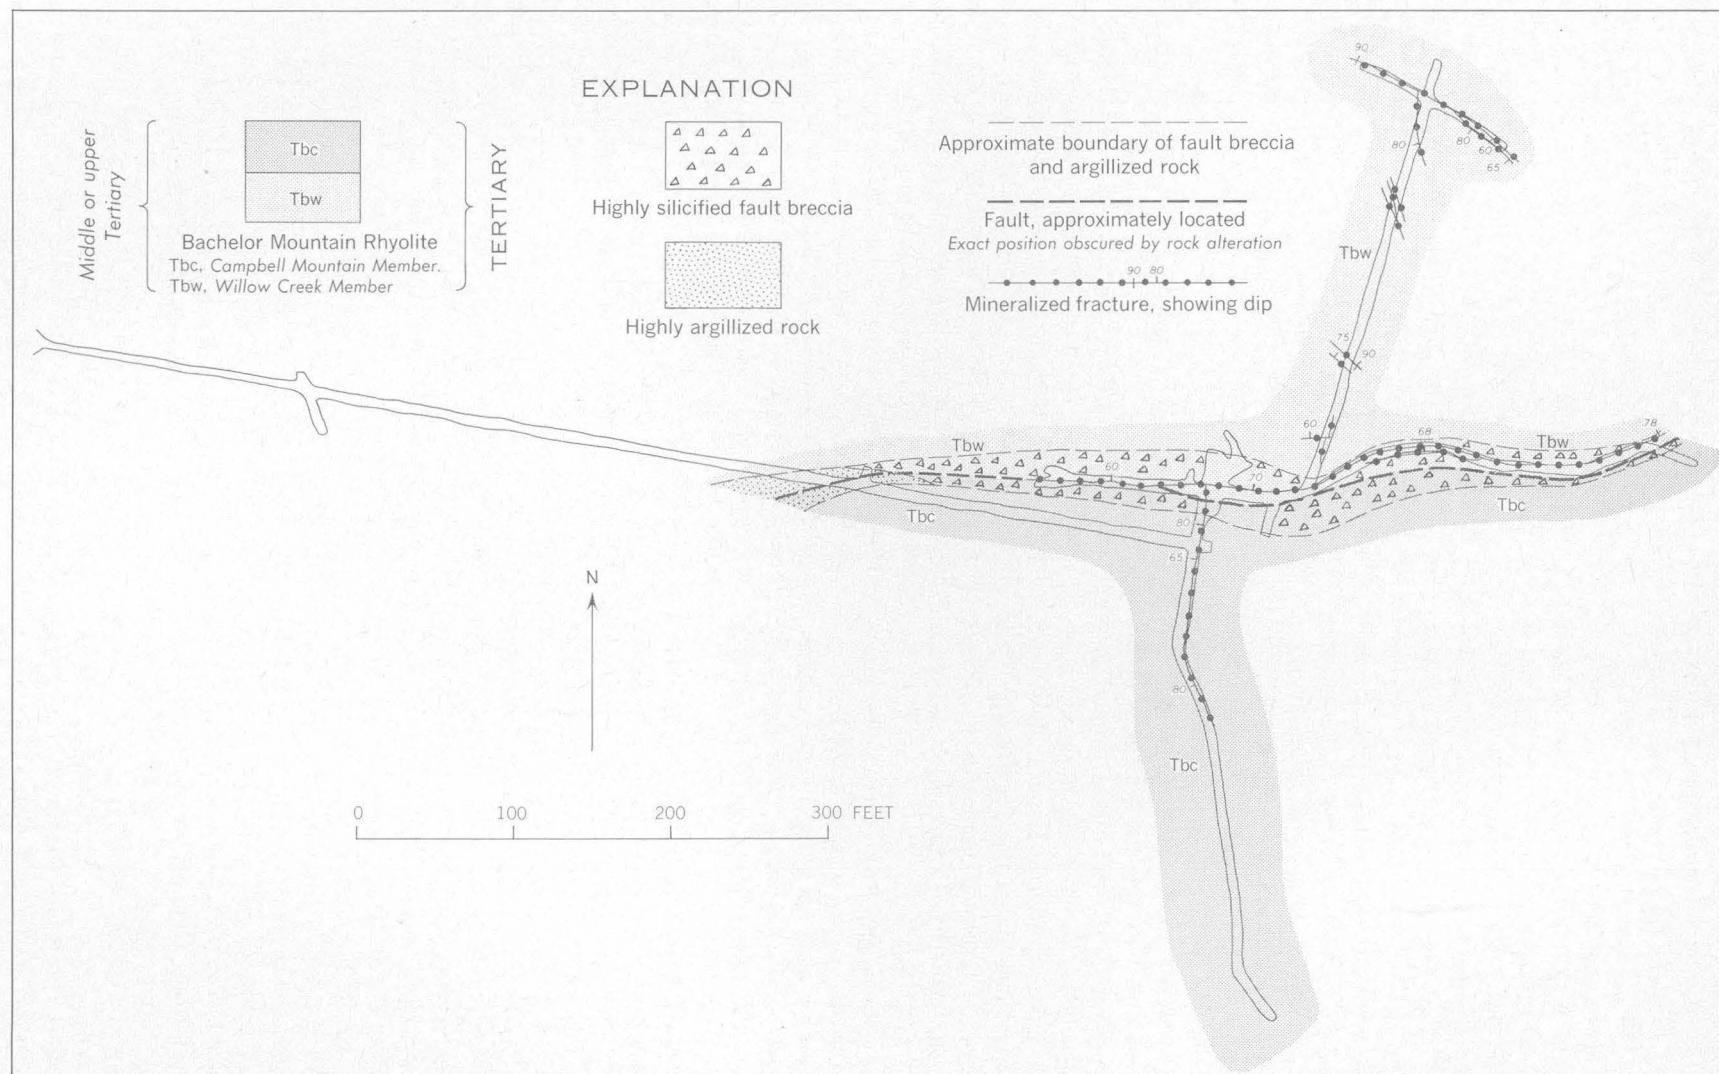 EXPLANATION
Middle or upper
Tertiary
Tbc
Tbw
TERTIARY
Bachelor Mountain Rhyolite
Tbc, Campbell Mountain Member.
Tbw, Willow Creek Member
Highly silicified fault breccia
Highly argillized rock
Approximate boundary of fault breccia
and argillized rock
Fault, approximately located
Exact position obscured by rock alteration
90 80
Mineralized fracture, showing dip
90
80
80
60
65
Tbw
75
90
60
68
78
Tbw
Tbw
60
70
Tbc
Tbc
80
65
80
Tbc
N
0 100 200 300 FEET